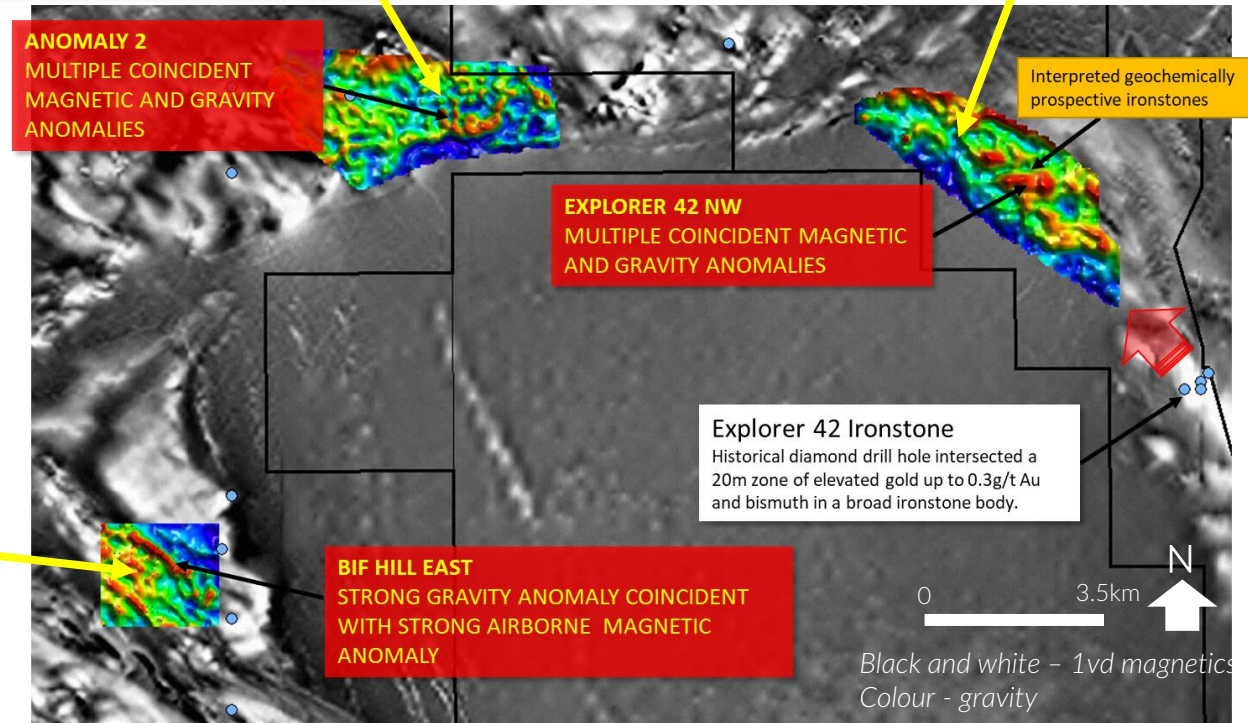 ANOMALY 2
MULTIPLE COINCIDENT
MAGNETIC AND GRAVITY
ANOMALIES
Interpreted geochemically
prospective ironstones
EXPLORER 42 NW
MULTIPLE COINCIDENT MAGNETIC
AND GRAVITY ANOMALIES
Explorer 42 Ironstone
Historical diamond drill hole intersected a
20m zone of elevated gold up to 0.3g/t Au
and bismuth in a broad ironstone body.
BIF HILL EAST
STRONG GRAVITY ANOMALY COINCIDENT
WITH STRONG AIRBORNE MAGNETIC
ANOMALY
N
0 3.5km
Black and white – 1vd magnetics
Colour - gravity